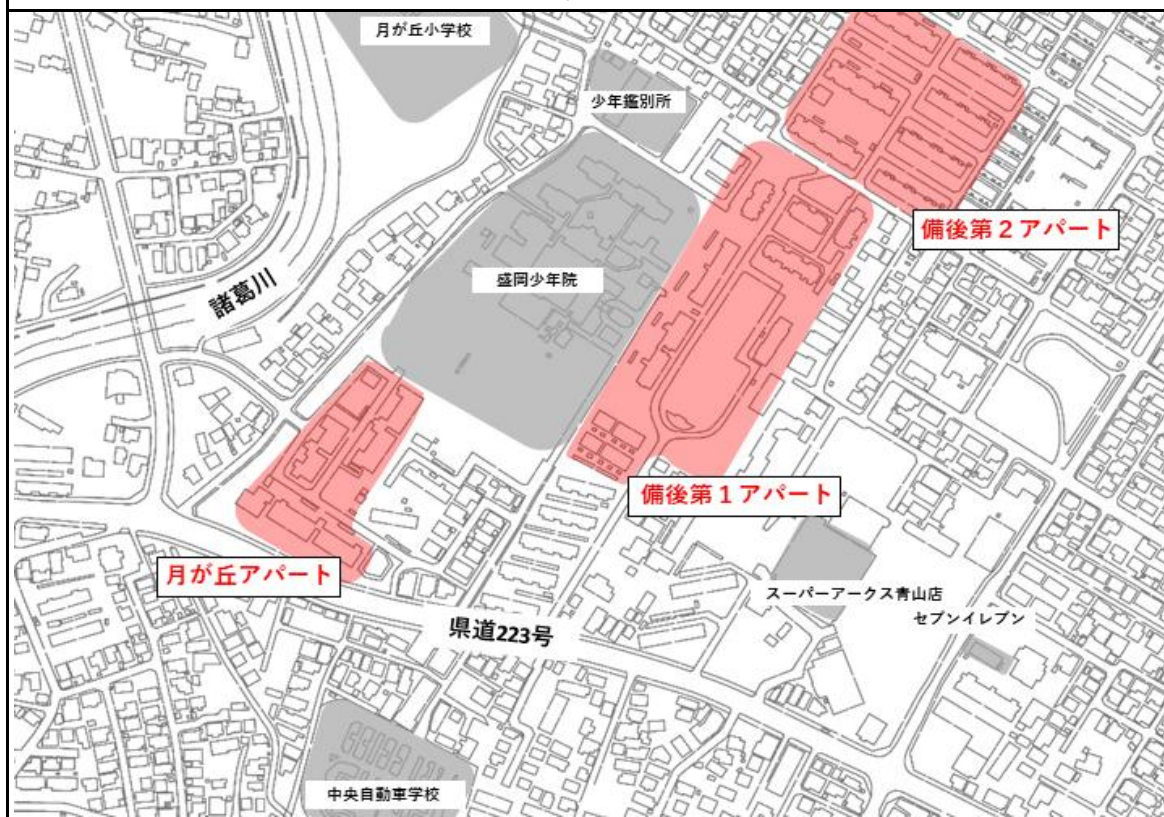 月が丘小学校
少年鑑別所
備後第２アパート
盛岡少年院
諸葛川
備後第１アパート
月が丘アパート
スーパーアークス青山店
セブンイレブン
県道223号
中央自動車学校